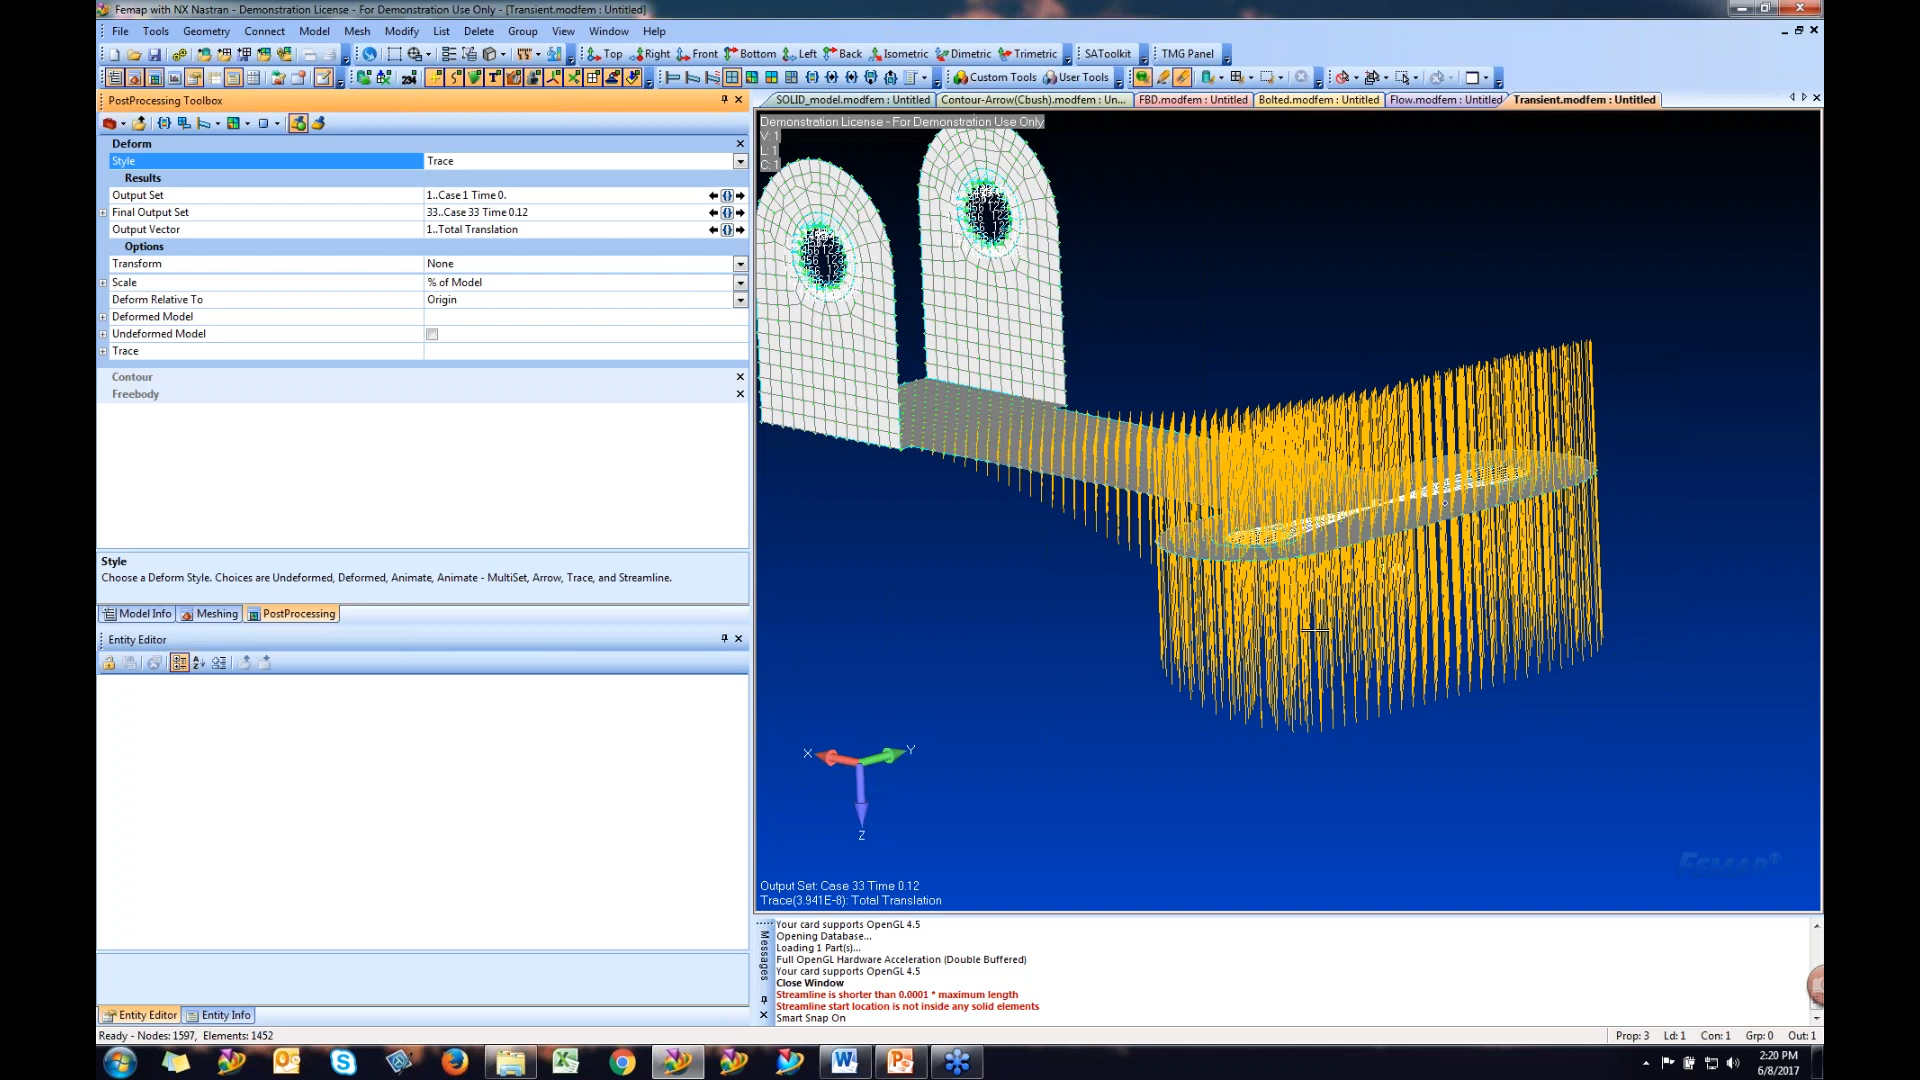 Femap with NX Nastran - Demonstration License - For Demonstration Use Only - [Transient.modfem : Untitled]
File Tools Geometry Connect Model Mesh Modify List Delete Group View Window Help
Top Right Front Bottom Left Back Isometric Dimetric Trimetric SAToolkit TMG Panel
234 T Custom Tools User Tools
PostProcessing Toolbox
SOLID_model.modfem : Untitled Contour-Arrow(Cbush).modfem : Un... FBD.modfem : Untitled Bolted.modfem : Untitled Flow.modfem : Untitled Transient.modfem : Untitled
Deform
Style Trace
Results
Output Set 1..Case 1 Time 0.
Final Output Set 33..Case 33 Time 0.12
Output Vector 1..Total Translation
Options
Transform None
Scale % of Model
Deform Relative To Origin
Deformed Model
Undeformed Model
Trace
Contour
Freebody
Style
Choose a Deform Style. Choices are Undeformed, Deformed, Animate, Animate - MultiSet, Arrow, Trace, and Streamline.
Model Info Meshing PostProcessing
Entity Editor
Entity Editor Entity Info
Demonstration License - For Demonstration Use Only
V: 1
L: 1
C: 1
X Y
Z
FEMAP®
Output Set: Case 33 Time 0.12
Trace(3.941E-8): Total Translation
Messages
Your card supports OpenGL 4.5
Opening Database...
Loading 1 Part(s)...
Full OpenGL Hardware Acceleration (Double Buffered)
Your card supports OpenGL 4.5
Close Window
Streamline is shorter than 0.0001 * maximum length
Streamline start location is not inside any solid elements
Smart Snap On
Ready - Nodes: 1597, Elements: 1452
Prop: 3 Ld: 1 Con: 1 Grp: 0 Out: 1
2:20 PM
6/8/2017